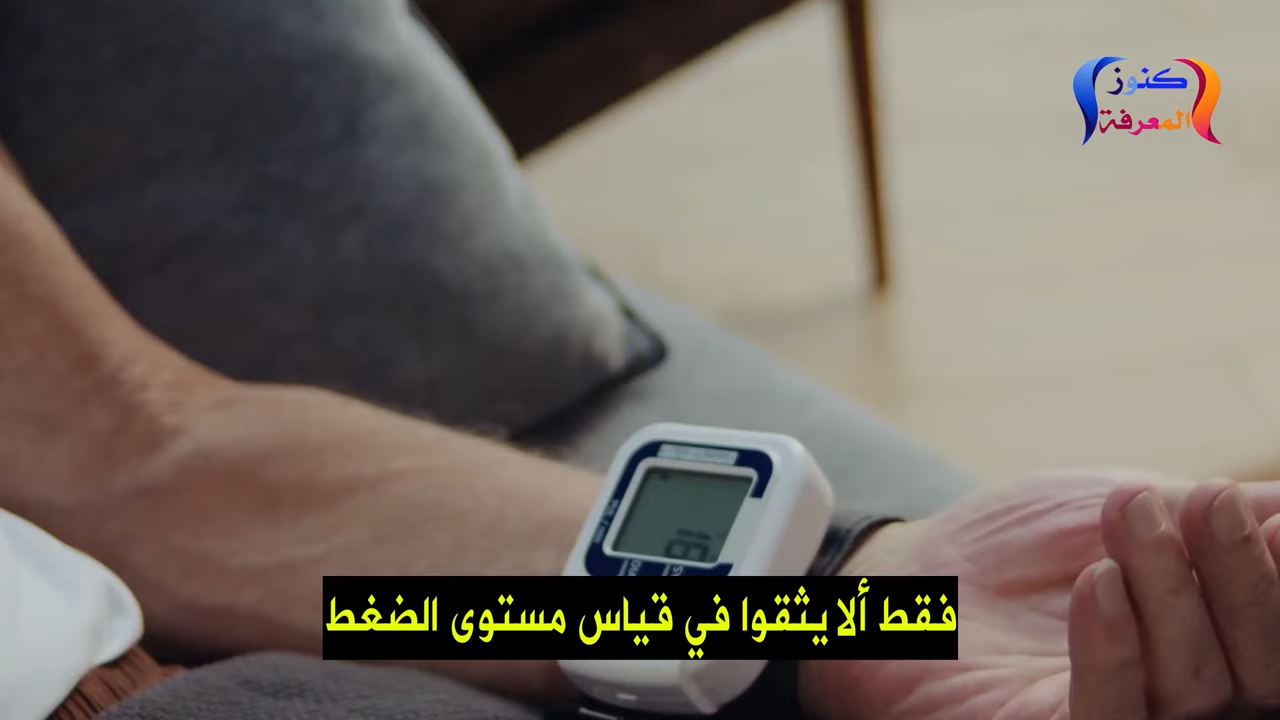 كنوز
المعرفة
فقط ألا يثقوا في قياس مستوى الضغط